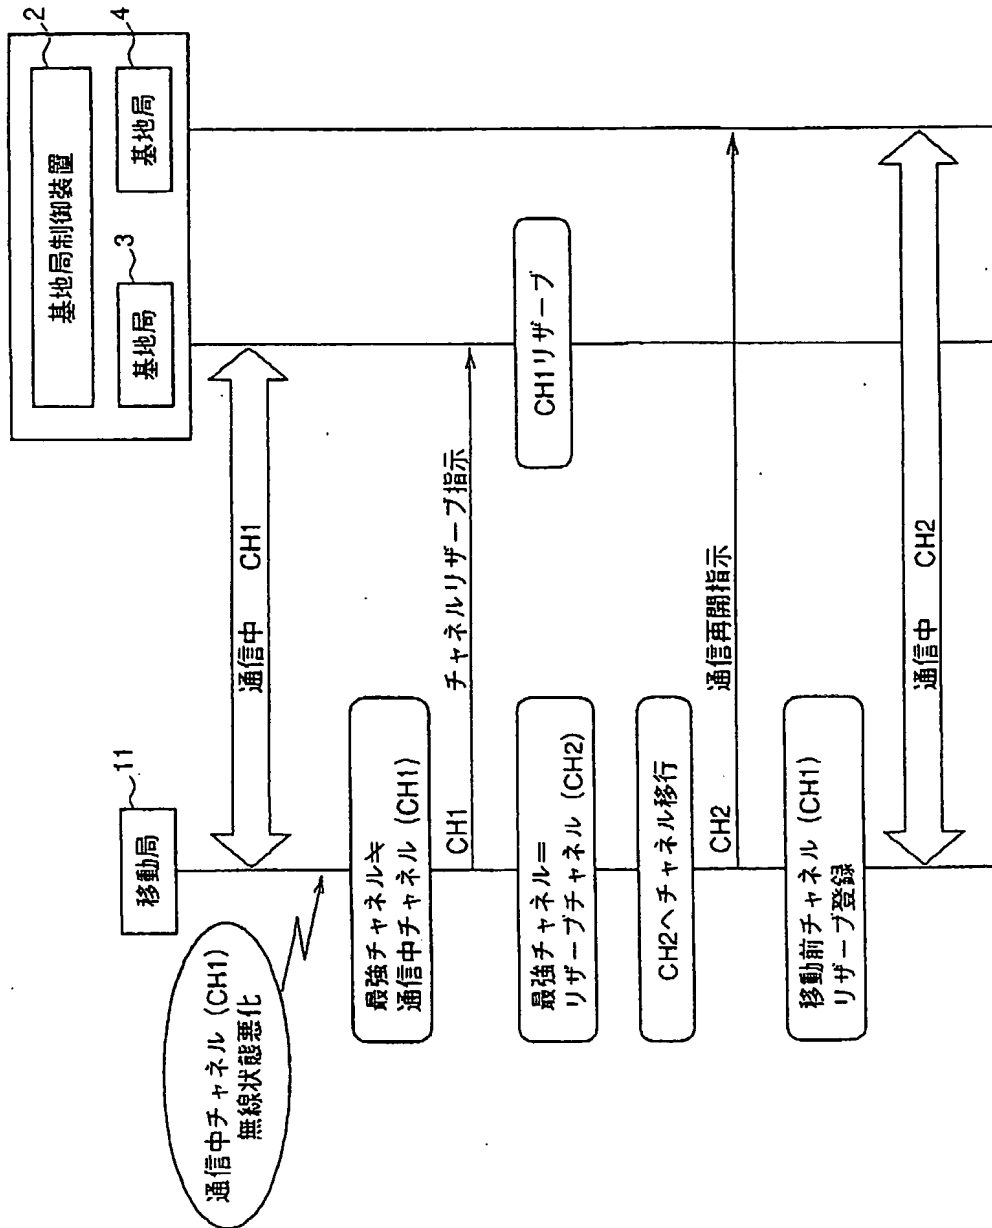 移動局
11
基地局制御装置
2
基地局
3
基地局
4
通信中チャネル(CH1)
無線状態悪化
通信中 CH1
最強チャネル≒
通信中チャネル(CH1)
CH1 チャネルリザーブ指示
最強チャネル=
リザーブチャネル(CH2)
CH1リザーブ
CH2へチャネル移行
CH2 通信再開指示
移動前チャネル(CH1)
リザーブ登録
通信中 CH2